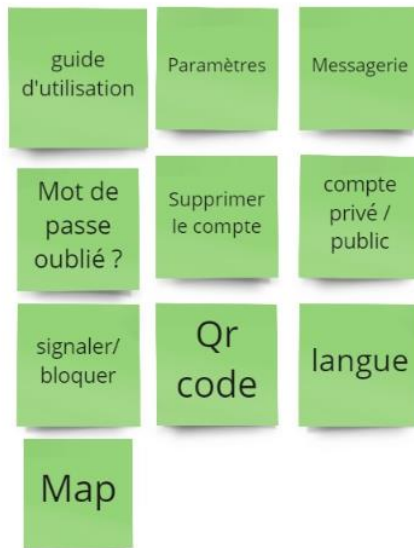 guide
d'utilisation
Paramètres
Messagerie
Mot de
passe
oublié ?
Supprimer
le compte
compte
privé /
public
signaler/
bloquer
Qr
code
langue
Map